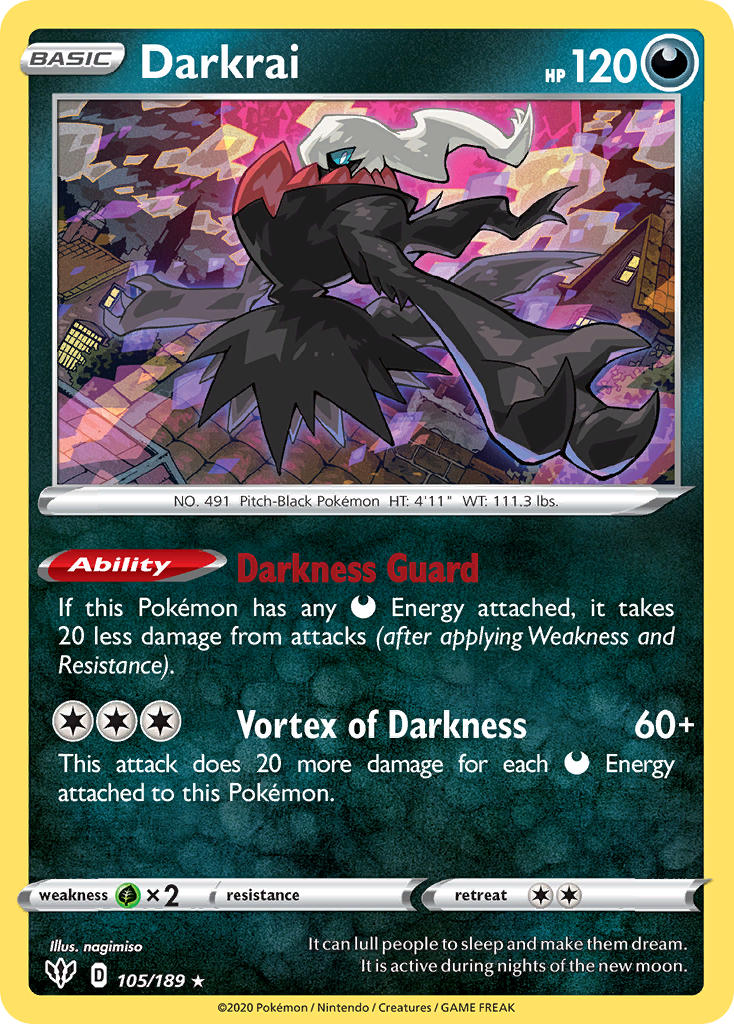 BASIC Darkrai HP 120
NO. 491 Pitch-Black Pokémon HT: 4'11" WT: 111.3 lbs.
Ability Darkness Guard
If this Pokémon has any Energy attached, it takes
20 less damage from attacks (after applying Weakness and
Resistance).
Vortex of Darkness 60+
This attack does 20 more damage for each Energy
attached to this Pokémon.
weakness ×2 resistance retreat
Illus. nagimiso
It can lull people to sleep and make them dream.
It is active during nights of the new moon.
D 105/189 ★
©2020 Pokémon / Nintendo / Creatures / GAME FREAK